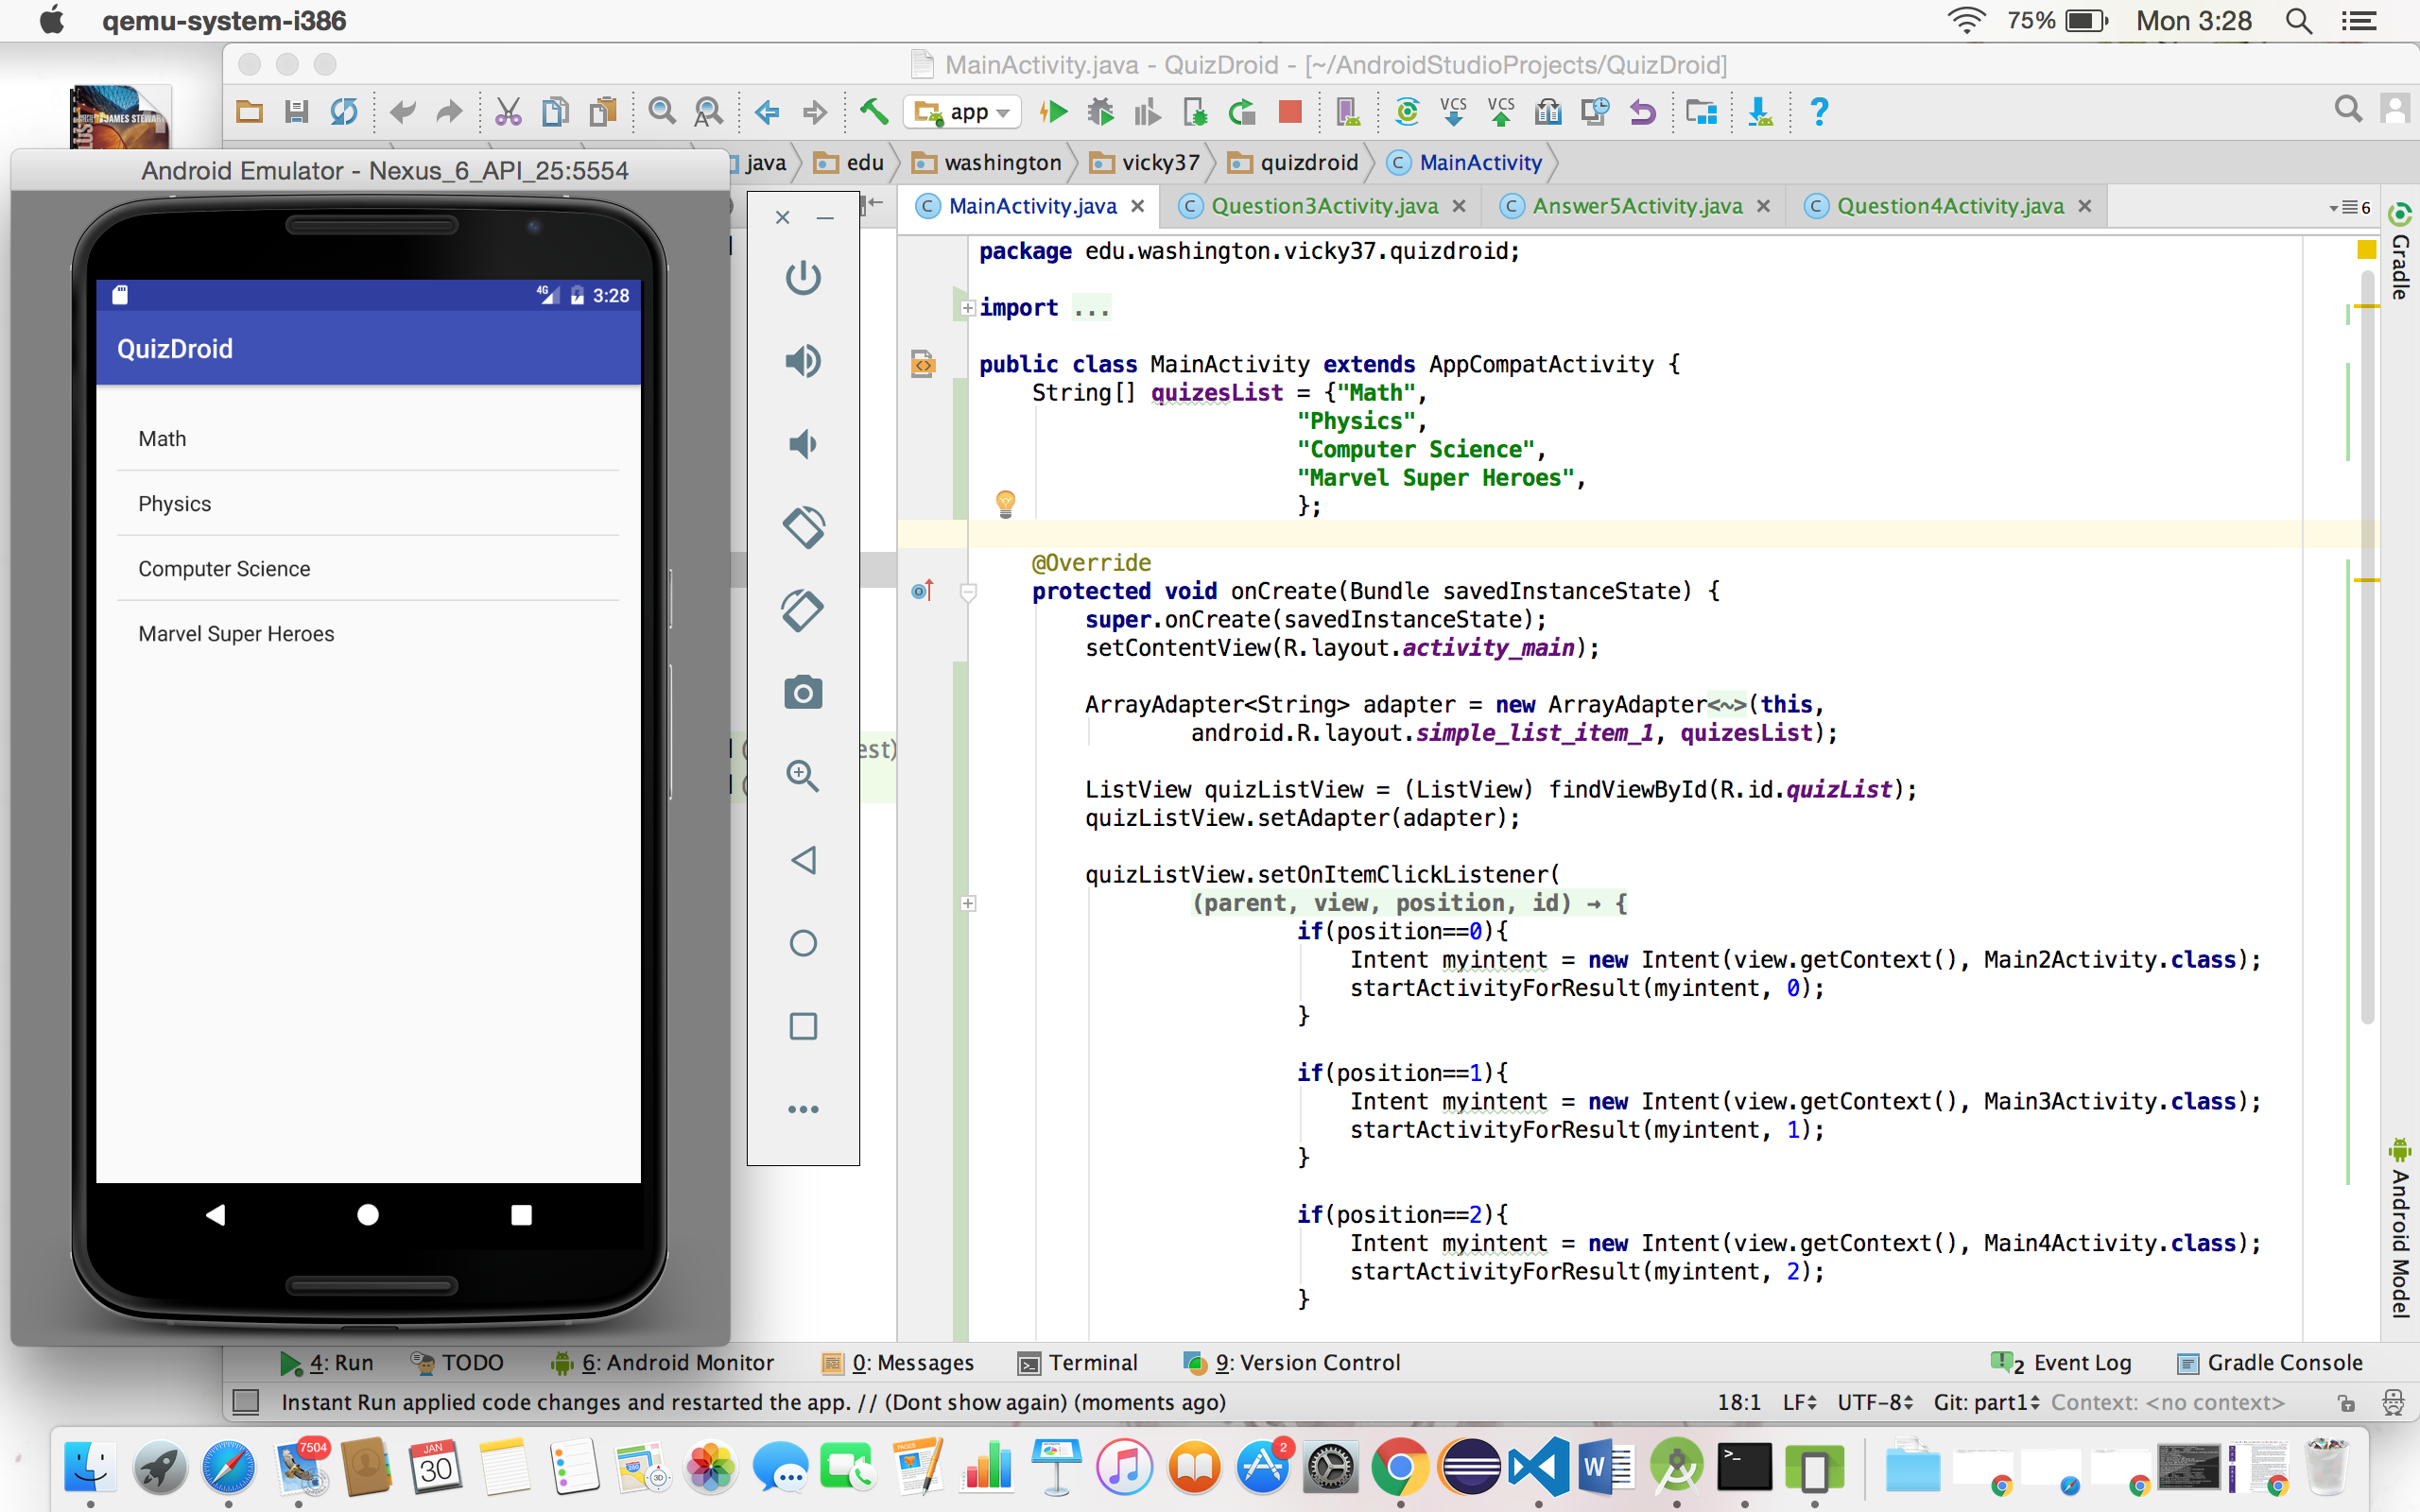 qemu-system-i386
75%
Mon 3:28
MainActivity.java - QuizDroid - [~/AndroidStudioProjects/QuizDroid]
JAMES STEWART
app
VCS
VCS
?
Android Emulator - Nexus_6_API_25:5554
java
edu
washington
vicky37
quizdroid
MainActivity
MainActivity.java
Question3Activity.java
Answer5Activity.java
Question4Activity.java
6
Gradle
4G
3:28
QuizDroid
Math
Physics
Computer Science
Marvel Super Heroes
est)
package edu.washington.vicky37.quizdroid;
import ...
public class MainActivity extends AppCompatActivity {
String[] quizesList = {"Math",
"Physics",
"Computer Science",
"Marvel Super Heroes",
};
@Override
protected void onCreate(Bundle savedInstanceState) {
super.onCreate(savedInstanceState);
setContentView(R.layout.activity_main);
ArrayAdapter<String> adapter = new ArrayAdapter<~>(this,
android.R.layout.simple_list_item_1, quizesList);
ListView quizListView = (ListView) findViewById(R.id.quizList);
quizListView.setAdapter(adapter);
quizListView.setOnItemClickListener(
(parent, view, position, id) → {
if(position==0){
Intent myintent = new Intent(view.getContext(), Main2Activity.class);
startActivityForResult(myintent, 0);
}
if(position==1){
Intent myintent = new Intent(view.getContext(), Main3Activity.class);
startActivityForResult(myintent, 1);
}
if(position==2){
Intent myintent = new Intent(view.getContext(), Main4Activity.class);
startActivityForResult(myintent, 2);
}
Android Model
4: Run
TODO
6: Android Monitor
0: Messages
Terminal
9: Version Control
2 Event Log
Gradle Console
Instant Run applied code changes and restarted the app. // (Dont show again) (moments ago)
18:1
LF
UTF-8
Git: part1
Context: <no context>
7504
JAN
30
3D
PAGES
2
W
>_